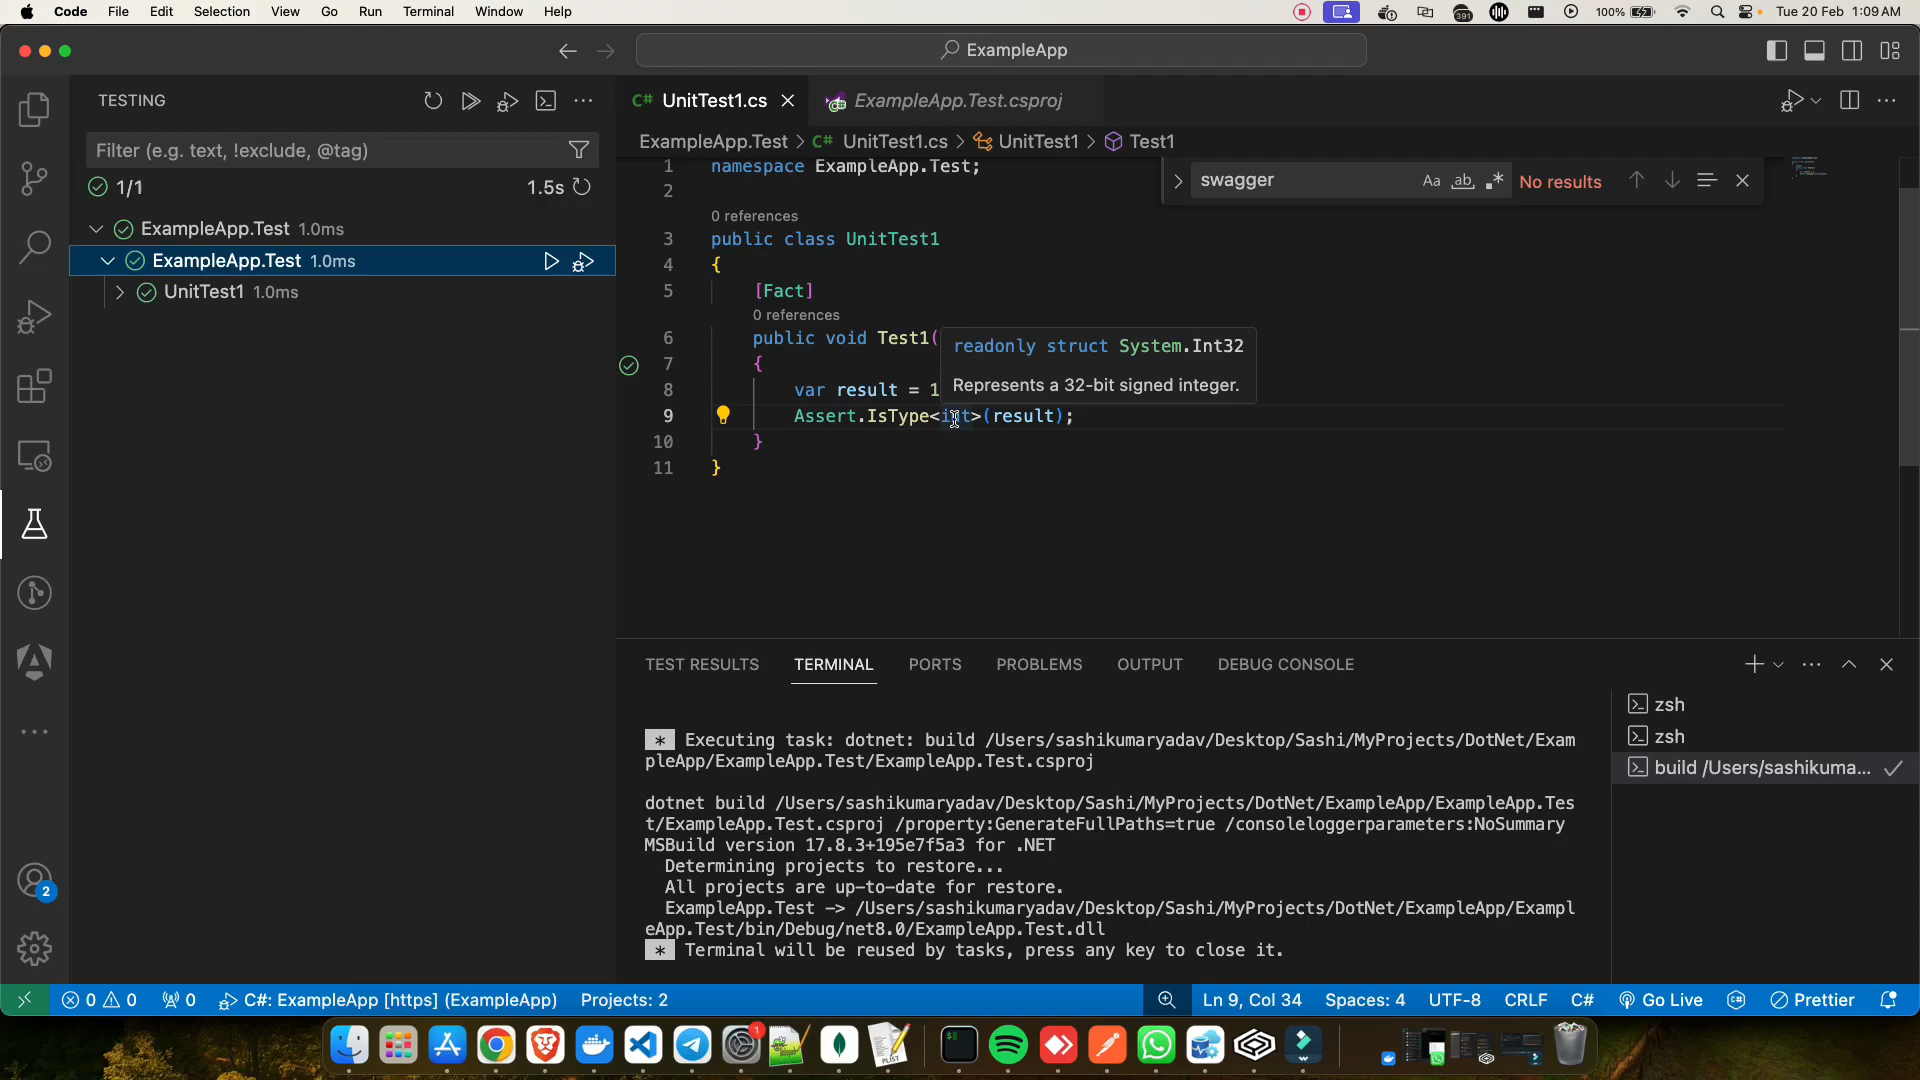 Code File Edit Selection View Go Run Terminal Window Help
391
100%
Tue 20 Feb 1:09 AM
ExampleApp
TESTING
Filter (e.g. text, !exclude, @tag)
1/1
1.5s
ExampleApp.Test 1.0ms
ExampleApp.Test 1.0ms
UnitTest1 1.0ms
C# UnitTest1.cs
ExampleApp.Test.csproj
ExampleApp.Test > C# UnitTest1.cs > UnitTest1 > Test1
swagger
Aa ab .*
No results
1 namespace ExampleApp.Test;
2
0 references
3 public class UnitTest1
4 {
5 [Fact]
0 references
6 public void Test1(
readonly struct System.Int32
Represents a 32-bit signed integer.
7 {
8 var result = 1
9 Assert.IsType<int>(result);
10 }
11 }
TEST RESULTS TERMINAL PORTS PROBLEMS OUTPUT DEBUG CONSOLE
* Executing task: dotnet: build /Users/sashikumaryadav/Desktop/Sashi/MyProjects/DotNet/Exam
pleApp/ExampleApp.Test/ExampleApp.Test.csproj
dotnet build /Users/sashikumaryadav/Desktop/Sashi/MyProjects/DotNet/ExampleApp/ExampleApp.Tes
t/ExampleApp.Test.csproj /property:GenerateFullPaths=true /consoleloggerparameters:NoSummary
MSBuild version 17.8.3+195e7f5a3 for .NET
Determining projects to restore...
All projects are up-to-date for restore.
ExampleApp.Test -> /Users/sashikumaryadav/Desktop/Sashi/MyProjects/DotNet/ExampleApp/Exampl
eApp.Test/bin/Debug/net8.0/ExampleApp.Test.dll
* Terminal will be reused by tasks, press any key to close it.
zsh
zsh
build /Users/sashikuma...
2
0 0 0 C#: ExampleApp [https] (ExampleApp) Projects: 2
Ln 9, Col 34 Spaces: 4 UTF-8 CRLF C# Go Live Prettier
1
PLIST